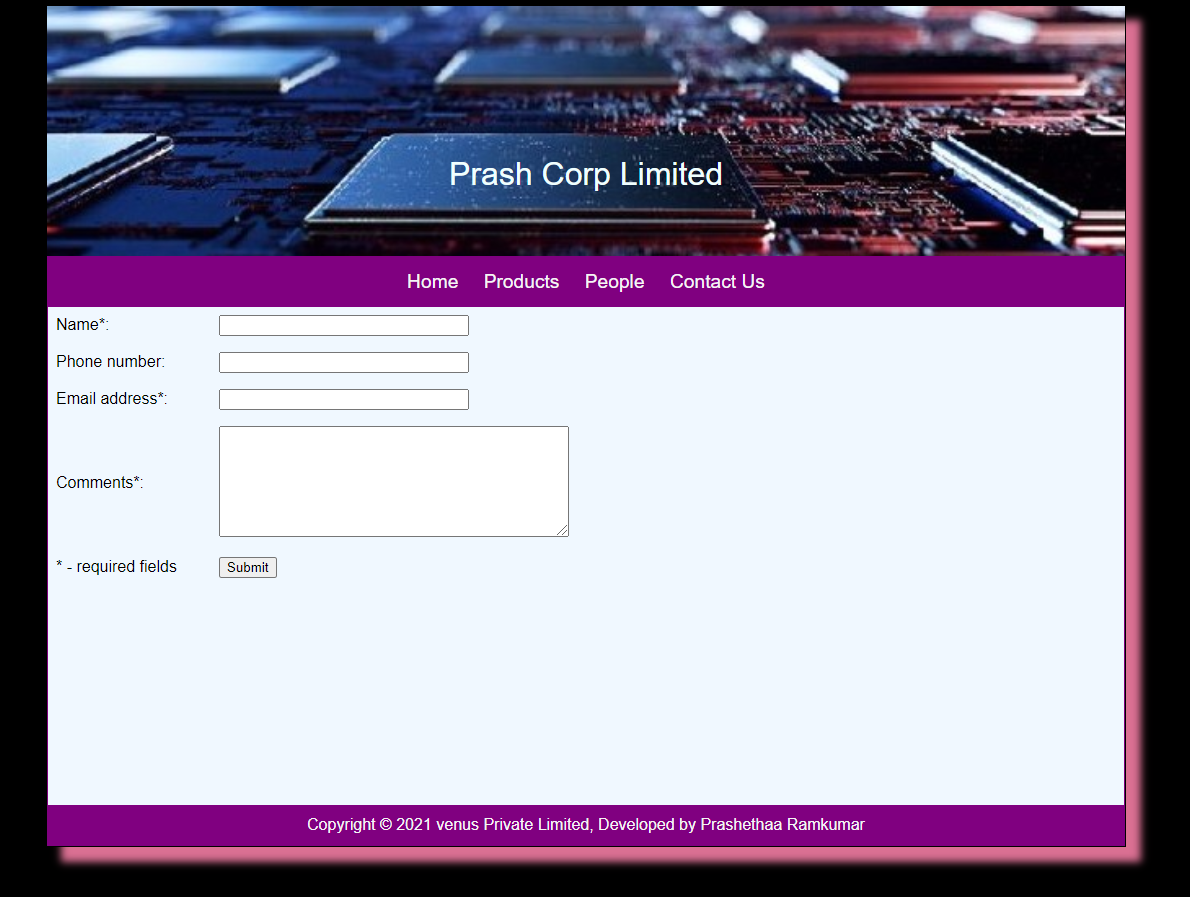 Prash Corp Limited
Home Products People Contact Us
Name*:
Phone number:
Email address*:
Comments*:
* - required fields Submit
Copyright © 2021 venus Private Limited, Developed by Prashethaa Ramkumar